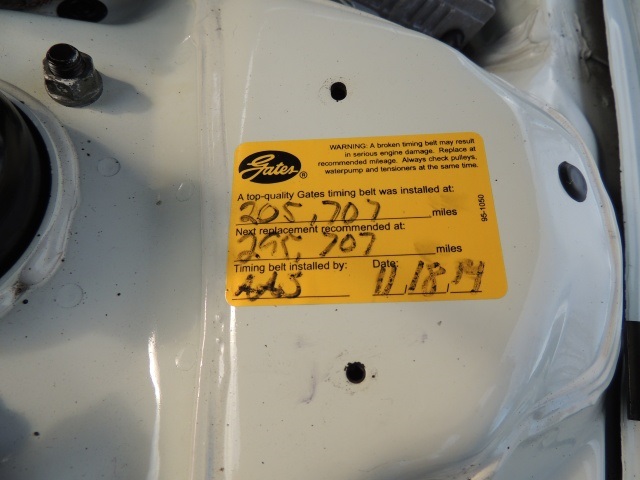 WARNING: A broken timing belt may result
in serious engine damage. Replace at
recommended mileage. Always check pulleys,
waterpump and tensioners at the same time.
Gates®
A top-quality Gates timing belt was installed at:
205,707 miles
Next replacement recommended at:
295,707 miles
Timing belt installed by: Date:
AAS 11,18,14
95-1050